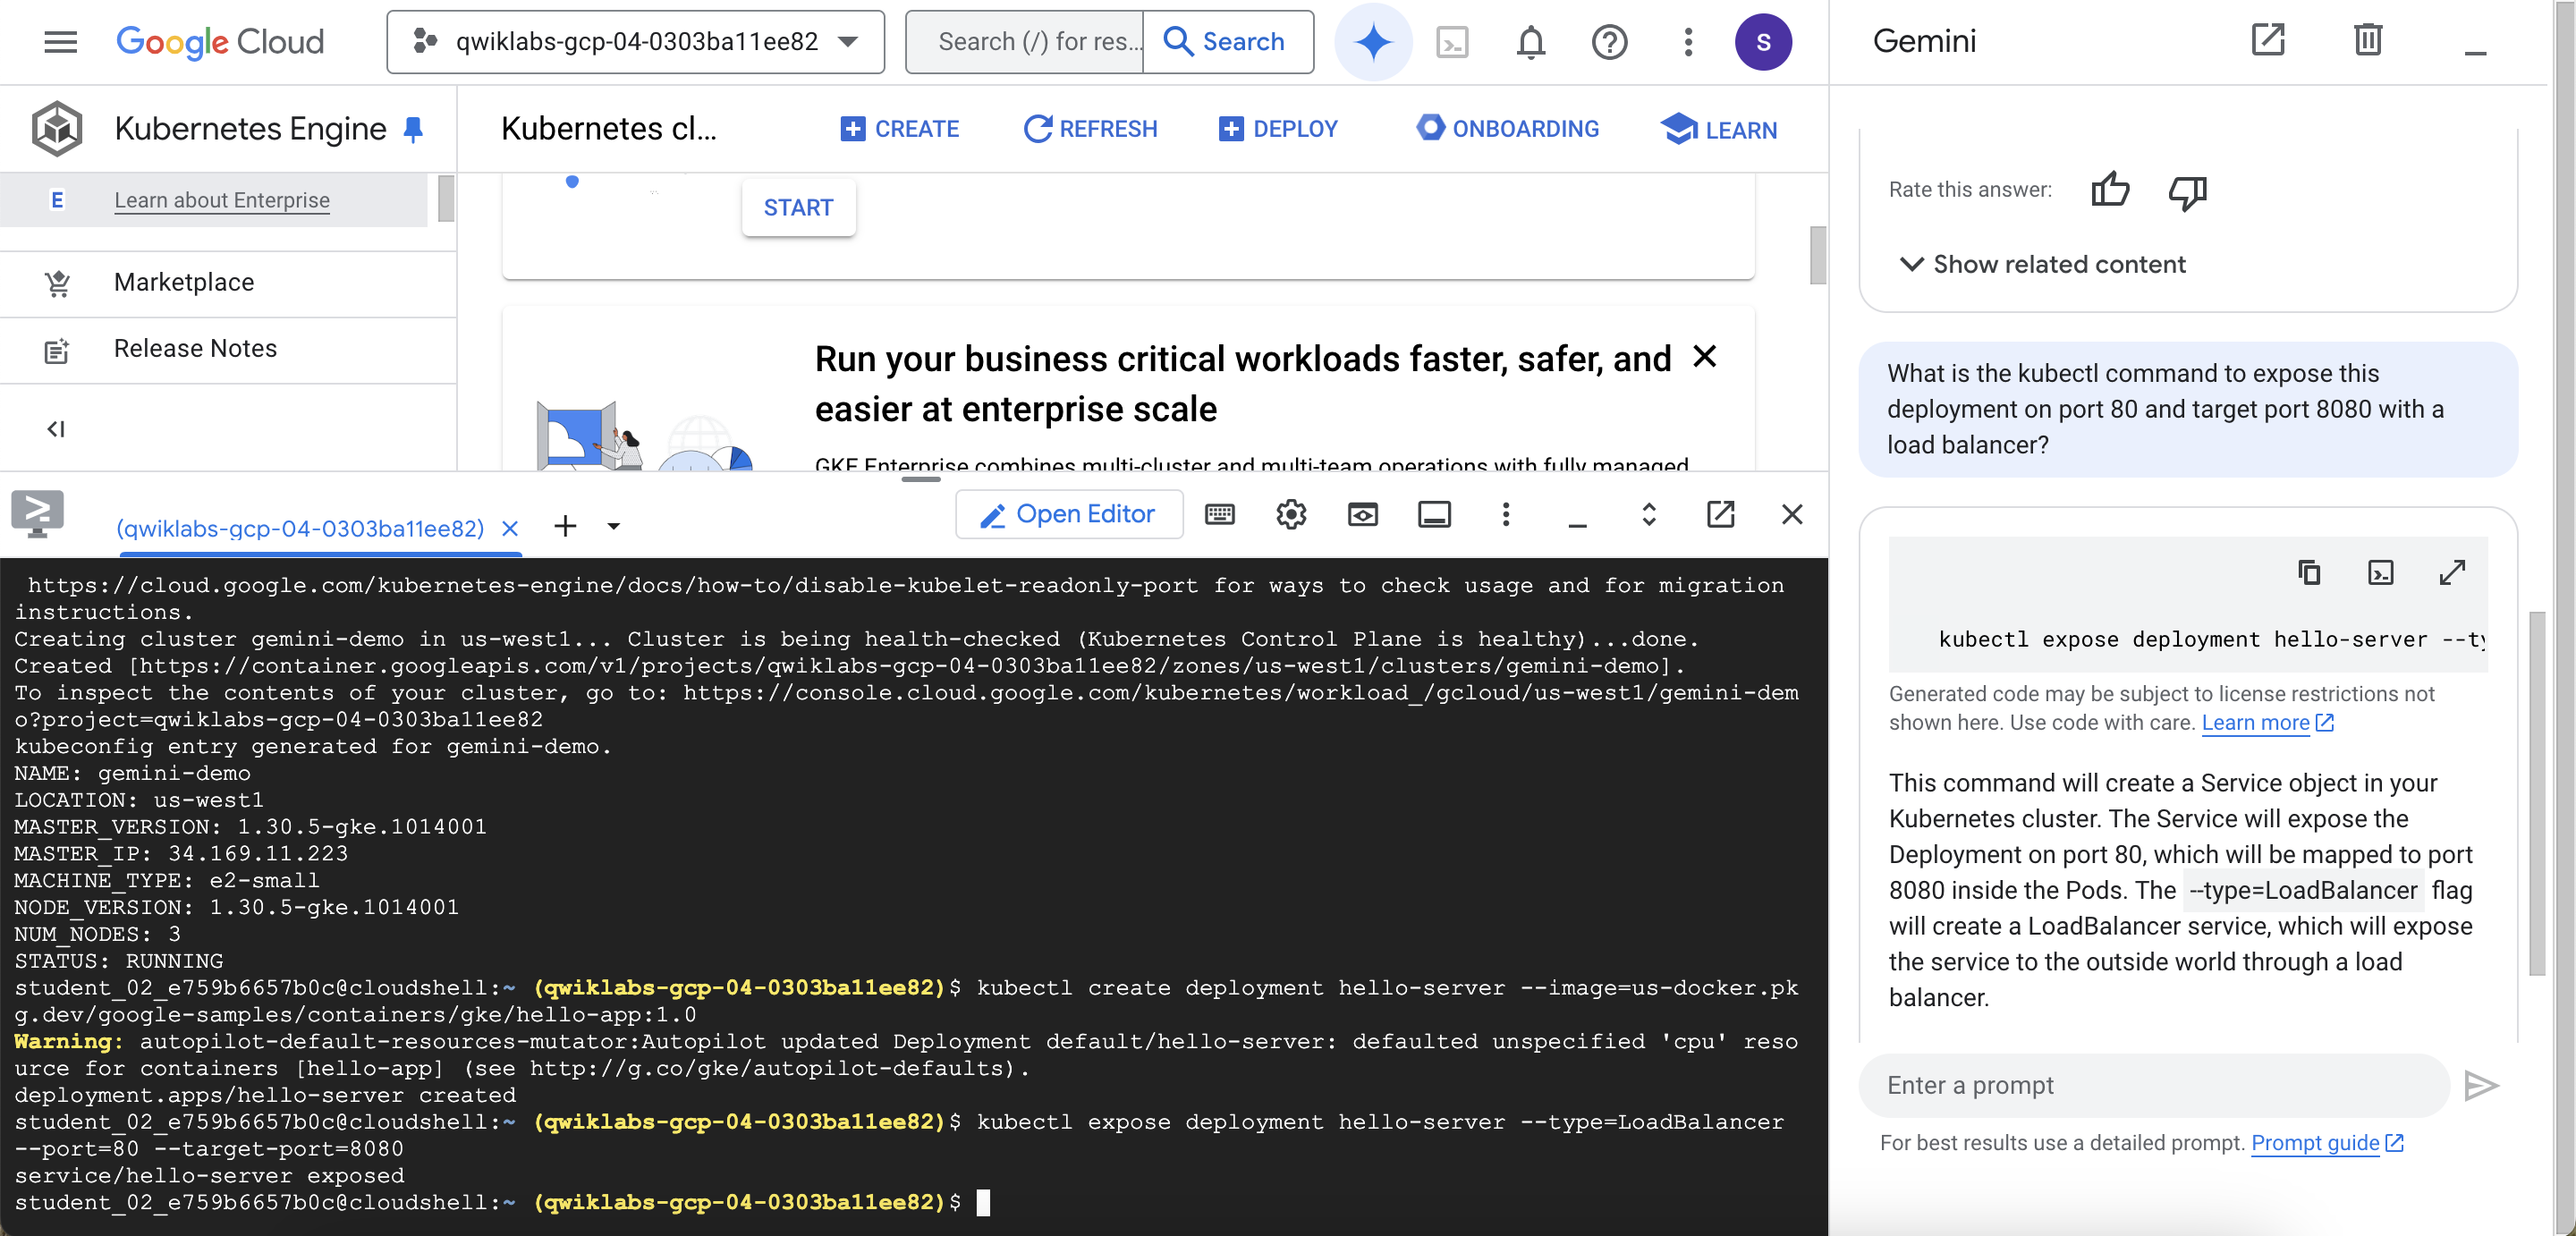 Google Cloud
qwiklabs-gcp-04-0303ba11ee82
Search (/) for res...
Search
S
Gemini
Kubernetes Engine
Kubernetes cl...
CREATE
REFRESH
DEPLOY
ONBOARDING
LEARN
E
Learn about Enterprise
Marketplace
Release Notes
START
Run your business critical workloads faster, safer, and
easier at enterprise scale
GKE Enterprise combines multi-cluster and multi-team operations with fully managed
(qwiklabs-gcp-04-0303ba11ee82)
Open Editor
https://cloud.google.com/kubernetes-engine/docs/how-to/disable-kubelet-readonly-port for ways to check usage and for migration
instructions.
Creating cluster gemini-demo in us-west1... Cluster is being health-checked (Kubernetes Control Plane is healthy)...done.
Created [https://container.googleapis.com/v1/projects/qwiklabs-gcp-04-0303ba11ee82/zones/us-west1/clusters/gemini-demo].
To inspect the contents of your cluster, go to: https://console.cloud.google.com/kubernetes/workload_/gcloud/us-west1/gemini-dem
o?project=qwiklabs-gcp-04-0303ba11ee82
kubeconfig entry generated for gemini-demo.
NAME: gemini-demo
LOCATION: us-west1
MASTER_VERSION: 1.30.5-gke.1014001
MASTER_IP: 34.169.11.223
MACHINE_TYPE: e2-small
NODE_VERSION: 1.30.5-gke.1014001
NUM_NODES: 3
STATUS: RUNNING
student_02_e759b6657b0c@cloudshell:~ (qwiklabs-gcp-04-0303ba11ee82)$ kubectl create deployment hello-server --image=us-docker.pk
g.dev/google-samples/containers/gke/hello-app:1.0
Warning: autopilot-default-resources-mutator:Autopilot updated Deployment default/hello-server: defaulted unspecified 'cpu' reso
urce for containers [hello-app] (see http://g.co/gke/autopilot-defaults).
deployment.apps/hello-server created
student_02_e759b6657b0c@cloudshell:~ (qwiklabs-gcp-04-0303ba11ee82)$ kubectl expose deployment hello-server --type=LoadBalancer
--port=80 --target-port=8080
service/hello-server exposed
student_02_e759b6657b0c@cloudshell:~ (qwiklabs-gcp-04-0303ba11ee82)$
Rate this answer:
Show related content
What is the kubectl command to expose this
deployment on port 80 and target port 8080 with a
load balancer?
kubectl expose deployment hello-server --ty
Generated code may be subject to license restrictions not
shown here. Use code with care. Learn more
This command will create a Service object in your
Kubernetes cluster. The Service will expose the
Deployment on port 80, which will be mapped to port
8080 inside the Pods. The --type=LoadBalancer flag
will create a LoadBalancer service, which will expose
the service to the outside world through a load
balancer.
Enter a prompt
For best results use a detailed prompt. Prompt guide